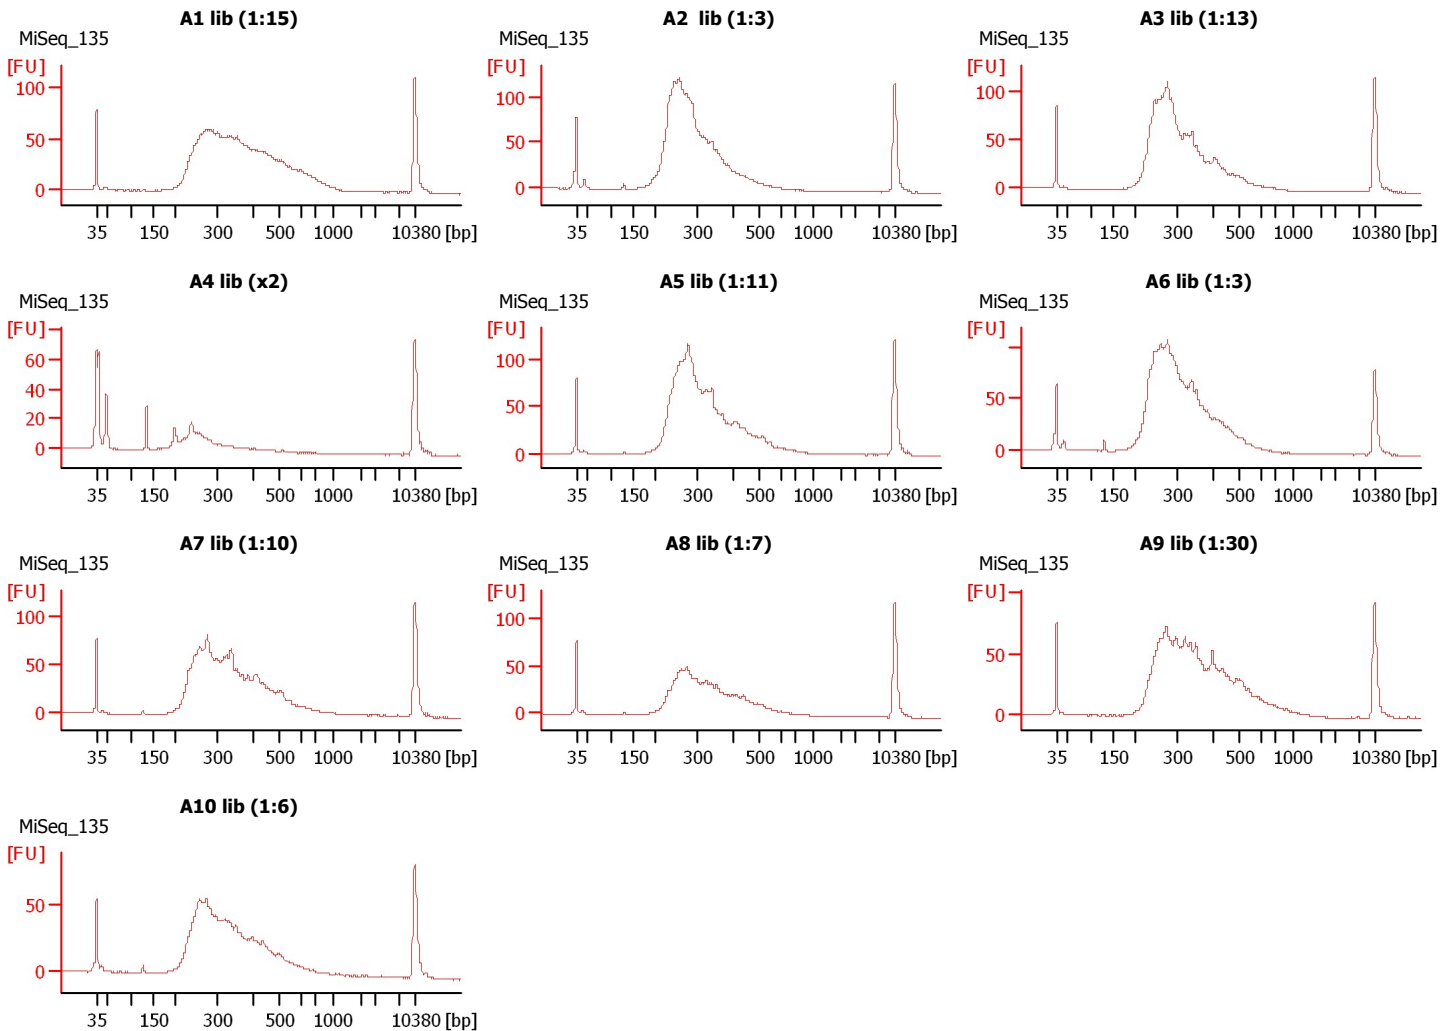 A1 lib (1:15)
MiSeq_135
[FU]
100
50
0
35 150 300 500 1000 10380 [bp]
A2 lib (1:3)
MiSeq_135
[FU]
100
50
0
35 150 300 500 1000 10380 [bp]
A3 lib (1:13)
MiSeq_135
[FU]
100
50
0
35 150 300 500 1000 10380 [bp]
A4 lib (x2)
MiSeq_135
[FU]
60
40
20
0
35 150 300 500 1000 10380 [bp]
A5 lib (1:11)
MiSeq_135
[FU]
100
50
0
35 150 300 500 1000 10380 [bp]
A6 lib (1:3)
MiSeq_135
[FU]
50
0
35 150 300 500 1000 10380 [bp]
A7 lib (1:10)
MiSeq_135
[FU]
100
50
0
35 150 300 500 1000 10380 [bp]
A8 lib (1:7)
MiSeq_135
[FU]
100
50
0
35 150 300 500 1000 10380 [bp]
A9 lib (1:30)
MiSeq_135
[FU]
50
0
35 150 300 500 1000 10380 [bp]
A10 lib (1:6)
MiSeq_135
[FU]
50
0
35 150 300 500 1000 10380 [bp]